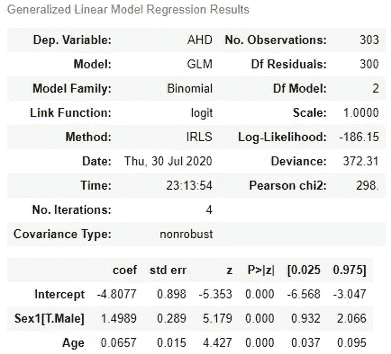 Generalized Linear Model Regression Results
Dep. Variable: AHD No. Observations: 303
Model: GLM Df Residuals: 300
Model Family: Binomial Df Model: 2
Link Function: logit Scale: 1.0000
Method: IRLS Log-Likelihood: -186.15
Date: Thu, 30 Jul 2020 Deviance: 372.31
Time: 23:13:54 Pearson chi2: 298.
No. Iterations: 4
Covariance Type: nonrobust
coef std err z P>|z| [0.025 0.975]
Intercept -4.8077 0.898 -5.353 0.000 -6.568 -3.047
Sex1[T.Male] 1.4989 0.289 5.179 0.000 0.932 2.066
Age 0.0657 0.015 4.427 0.000 0.037 0.095